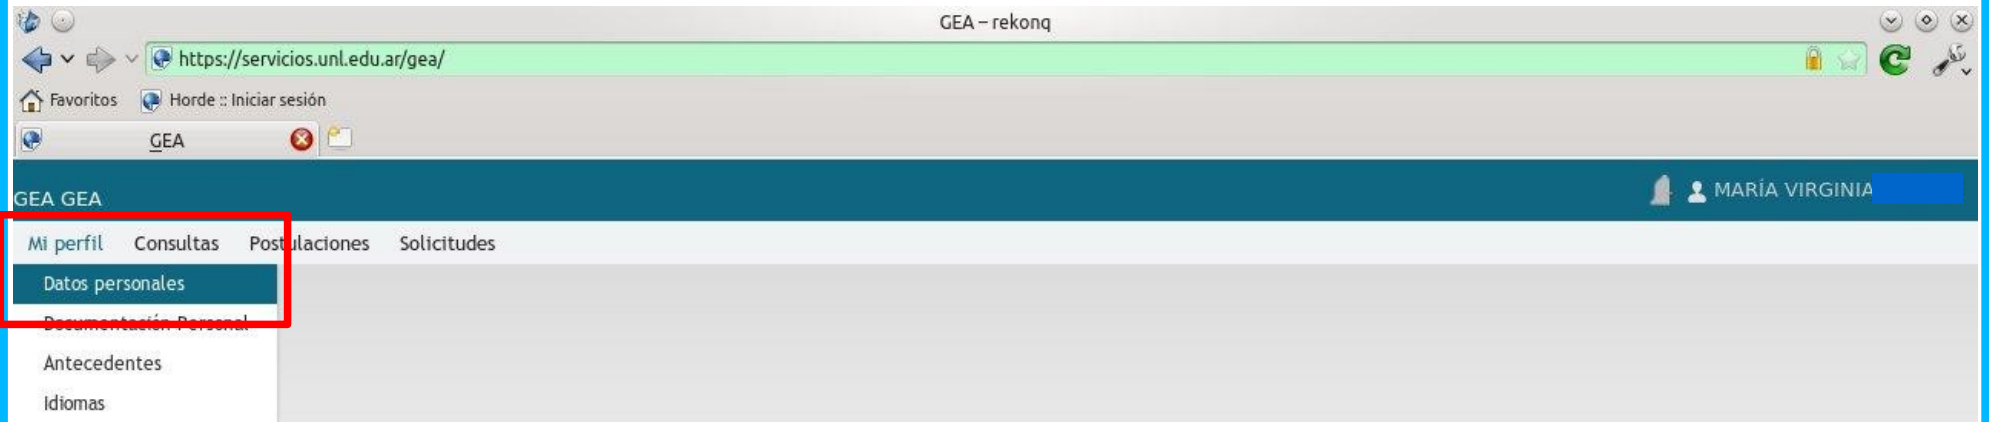 GEA – rekonq
https://servicios.unl.edu.ar/gea/
Favoritos Horde :: Iniciar sesión
GEA
GEA GEA MARÍA VIRGINIA
Mi perfil Consultas Postulaciones Solicitudes
Datos personales
Documentación Personal
Antecedentes
Idiomas